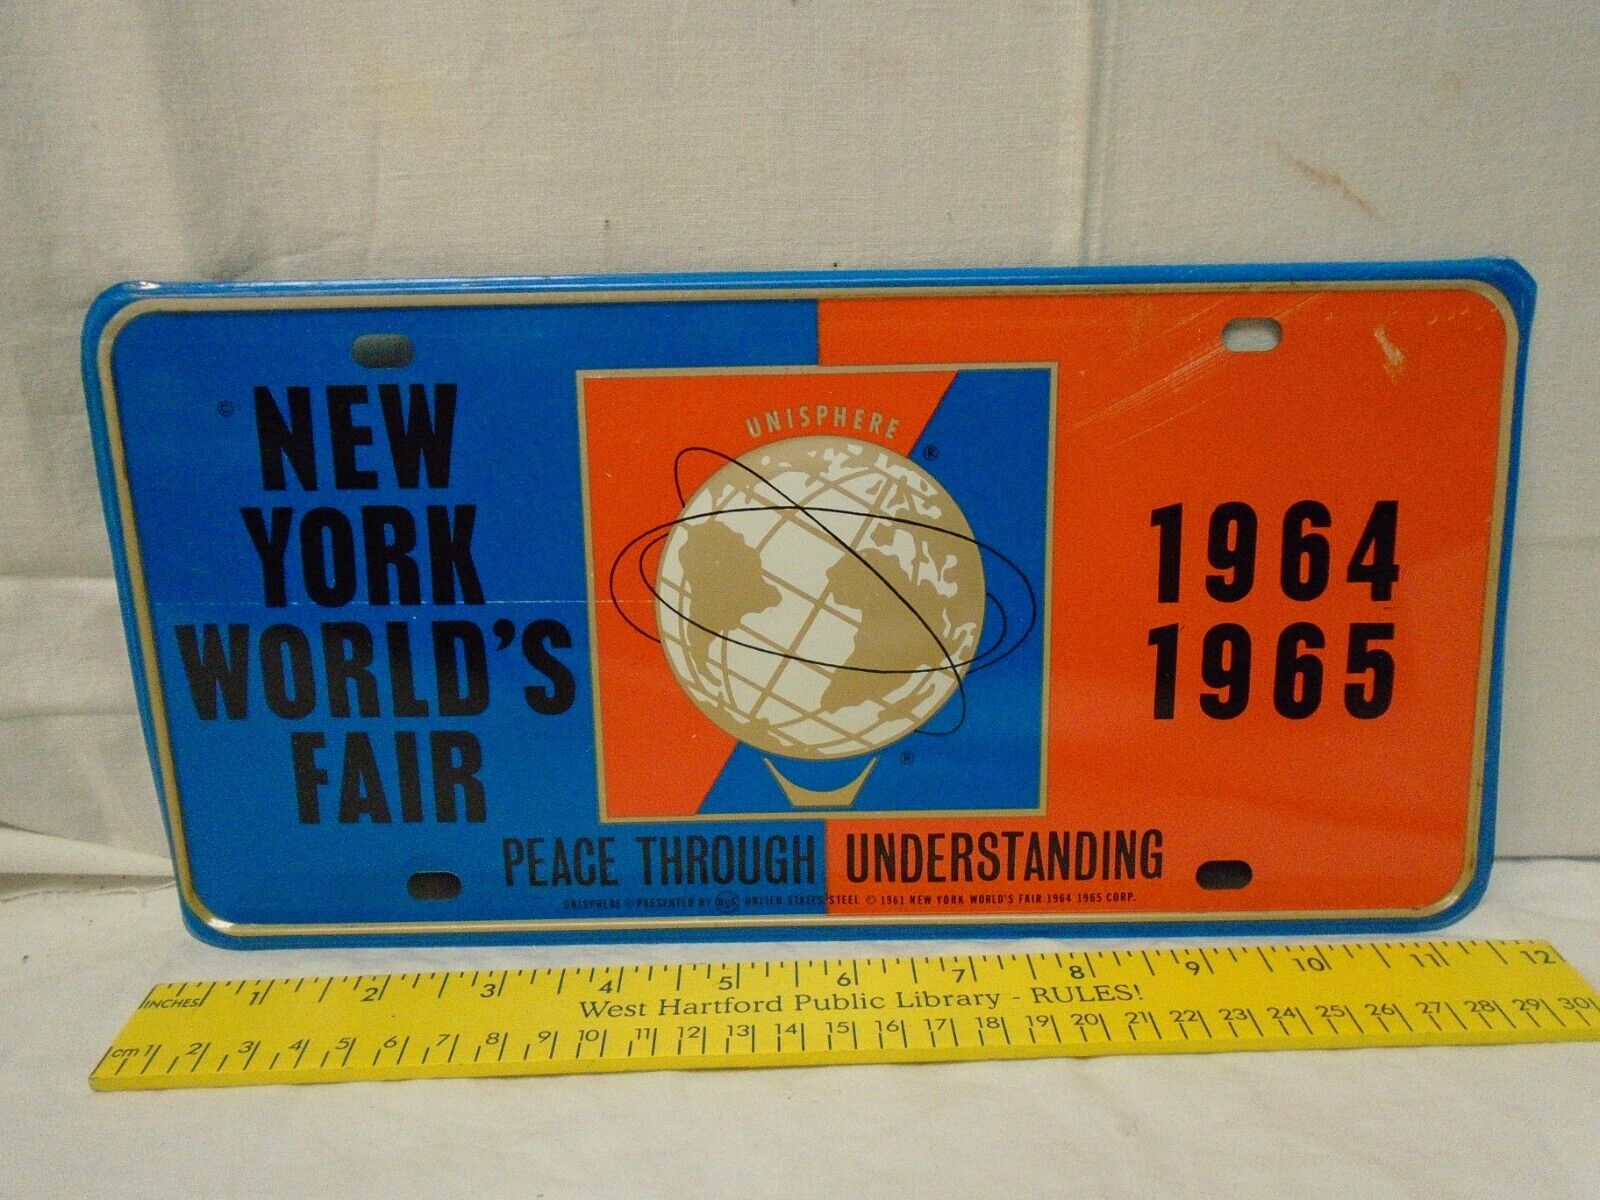 © NEW
YORK
WORLD'S
FAIR
UNISPHERE ®
®
1964
1965
PEACE THROUGH UNDERSTANDING
UNISPHERE ® PRESENTED BY USS UNITED STATES STEEL © 1961 NEW YORK WORLD'S FAIR 1964 1965 CORP.
INCHES 1 2 3 4 5 6 7 8 9 10 11 12
West Hartford Public Library - RULES!
cm 1 2 3 4 5 6 7 8 9 10 11 12 13 14 15 16 17 18 19 20 21 22 23 24 25 26 27 28 29 30